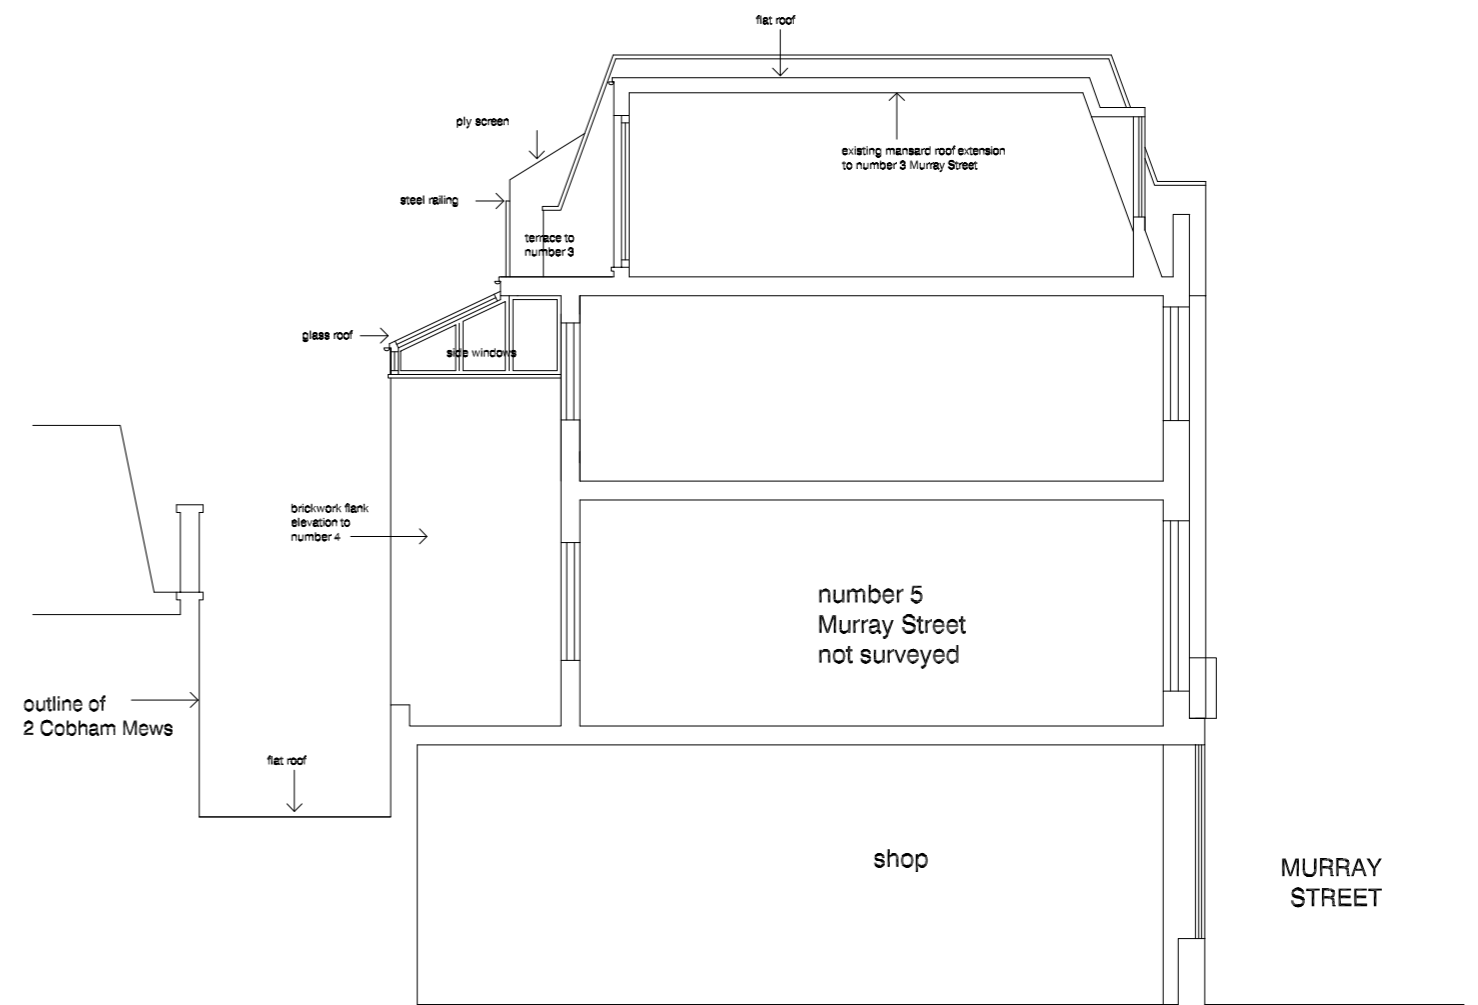 flat roof
ply screen
existing mansard roof extension
to number 3 Murray Street
steel railing
terrace to
number 3
glass roof
side windows
brickwork flank
elevation to
number 4
number 5
Murray Street
not surveyed
outline of
2 Cobham Mews
flat roof
shop
MURRAY
STREET